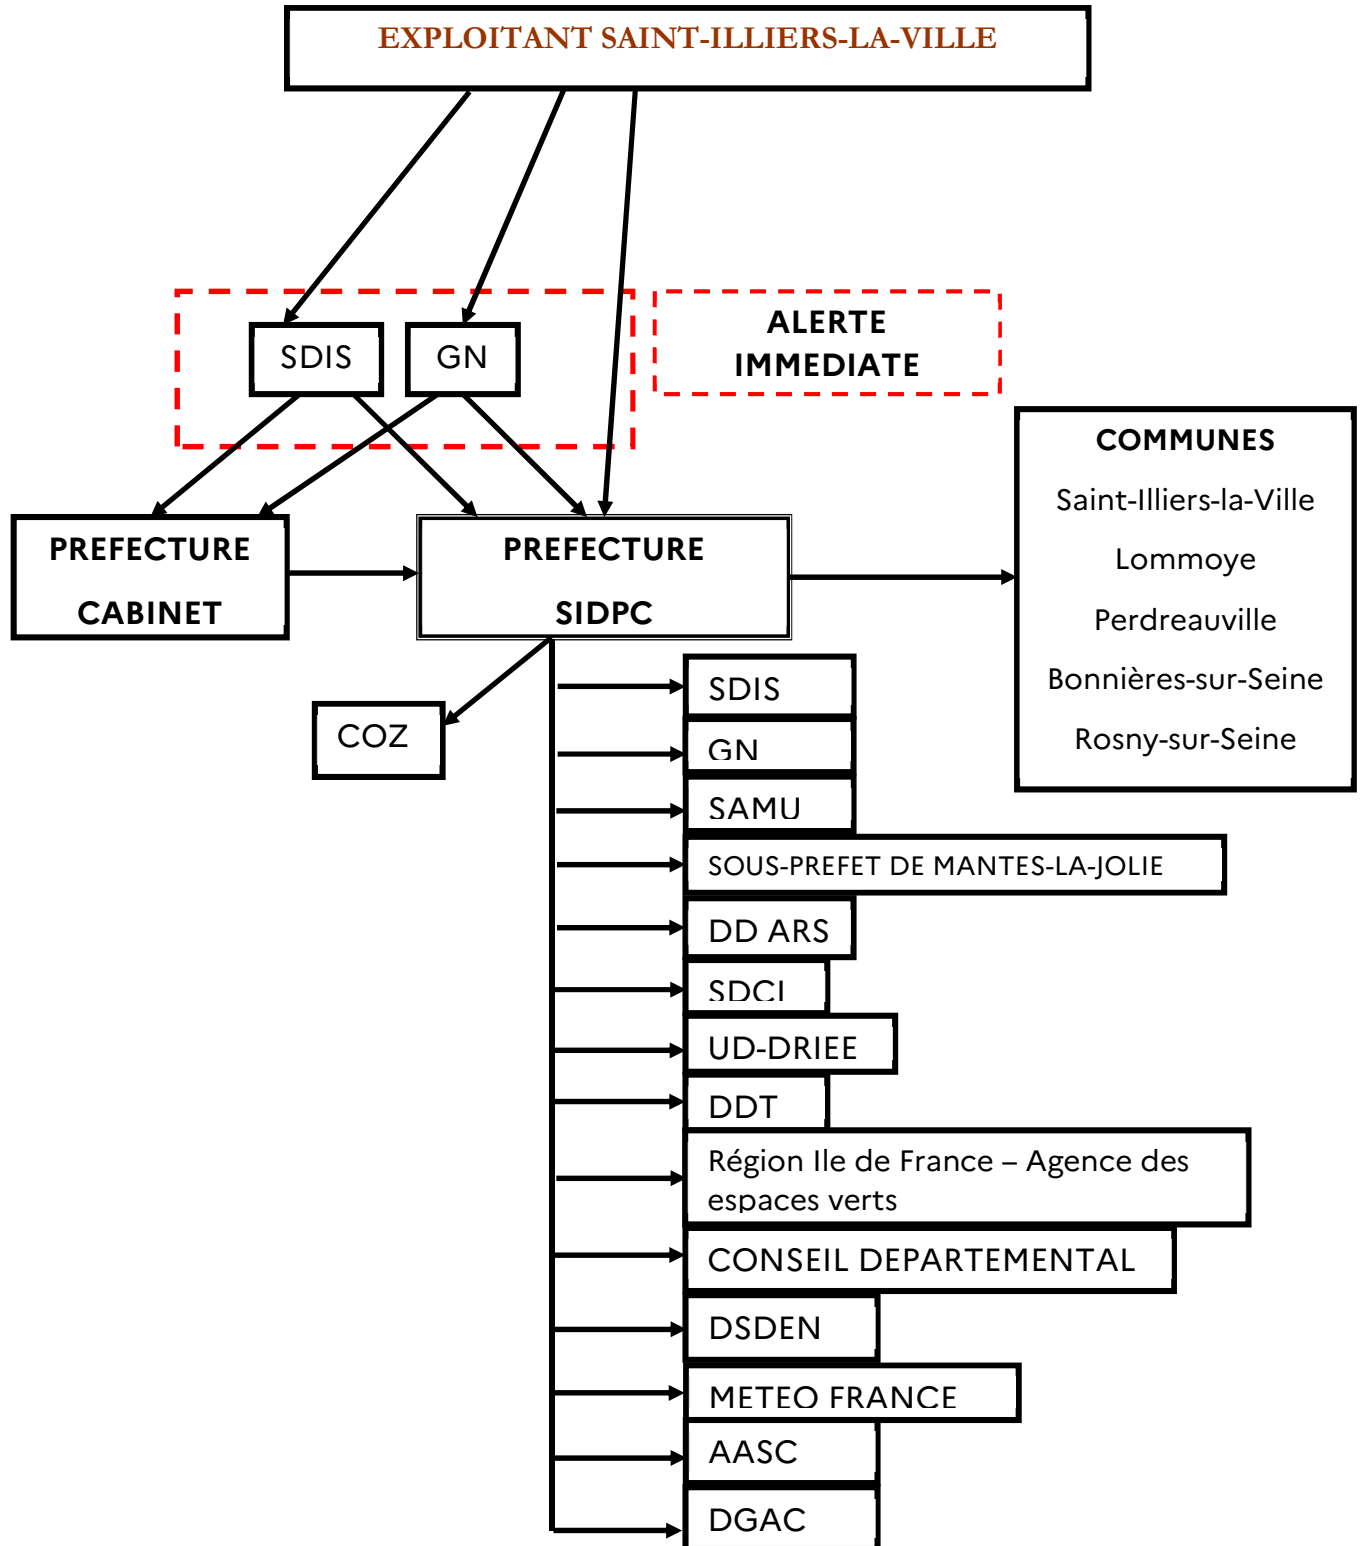 EXPLOITANT SAINT-ILLIERS-LA-VILLE
SDIS
GN
ALERTE
IMMEDIATE
COMMUNES
Saint-Illiers-la-Ville
Lommoye
Perdreauville
Bonnières-sur-Seine
Rosny-sur-Seine
PREFECTURE
CABINET
PREFECTURE
SIDPC
COZ
SDIS
GN
SAMU
SOUS-PREFET DE MANTES-LA-JOLIE
DD ARS
SDCI
UD-DRIEE
DDT
Région Ile de France – Agence des
espaces verts
CONSEIL DEPARTEMENTAL
DSDEN
METEO FRANCE
AASC
DGAC